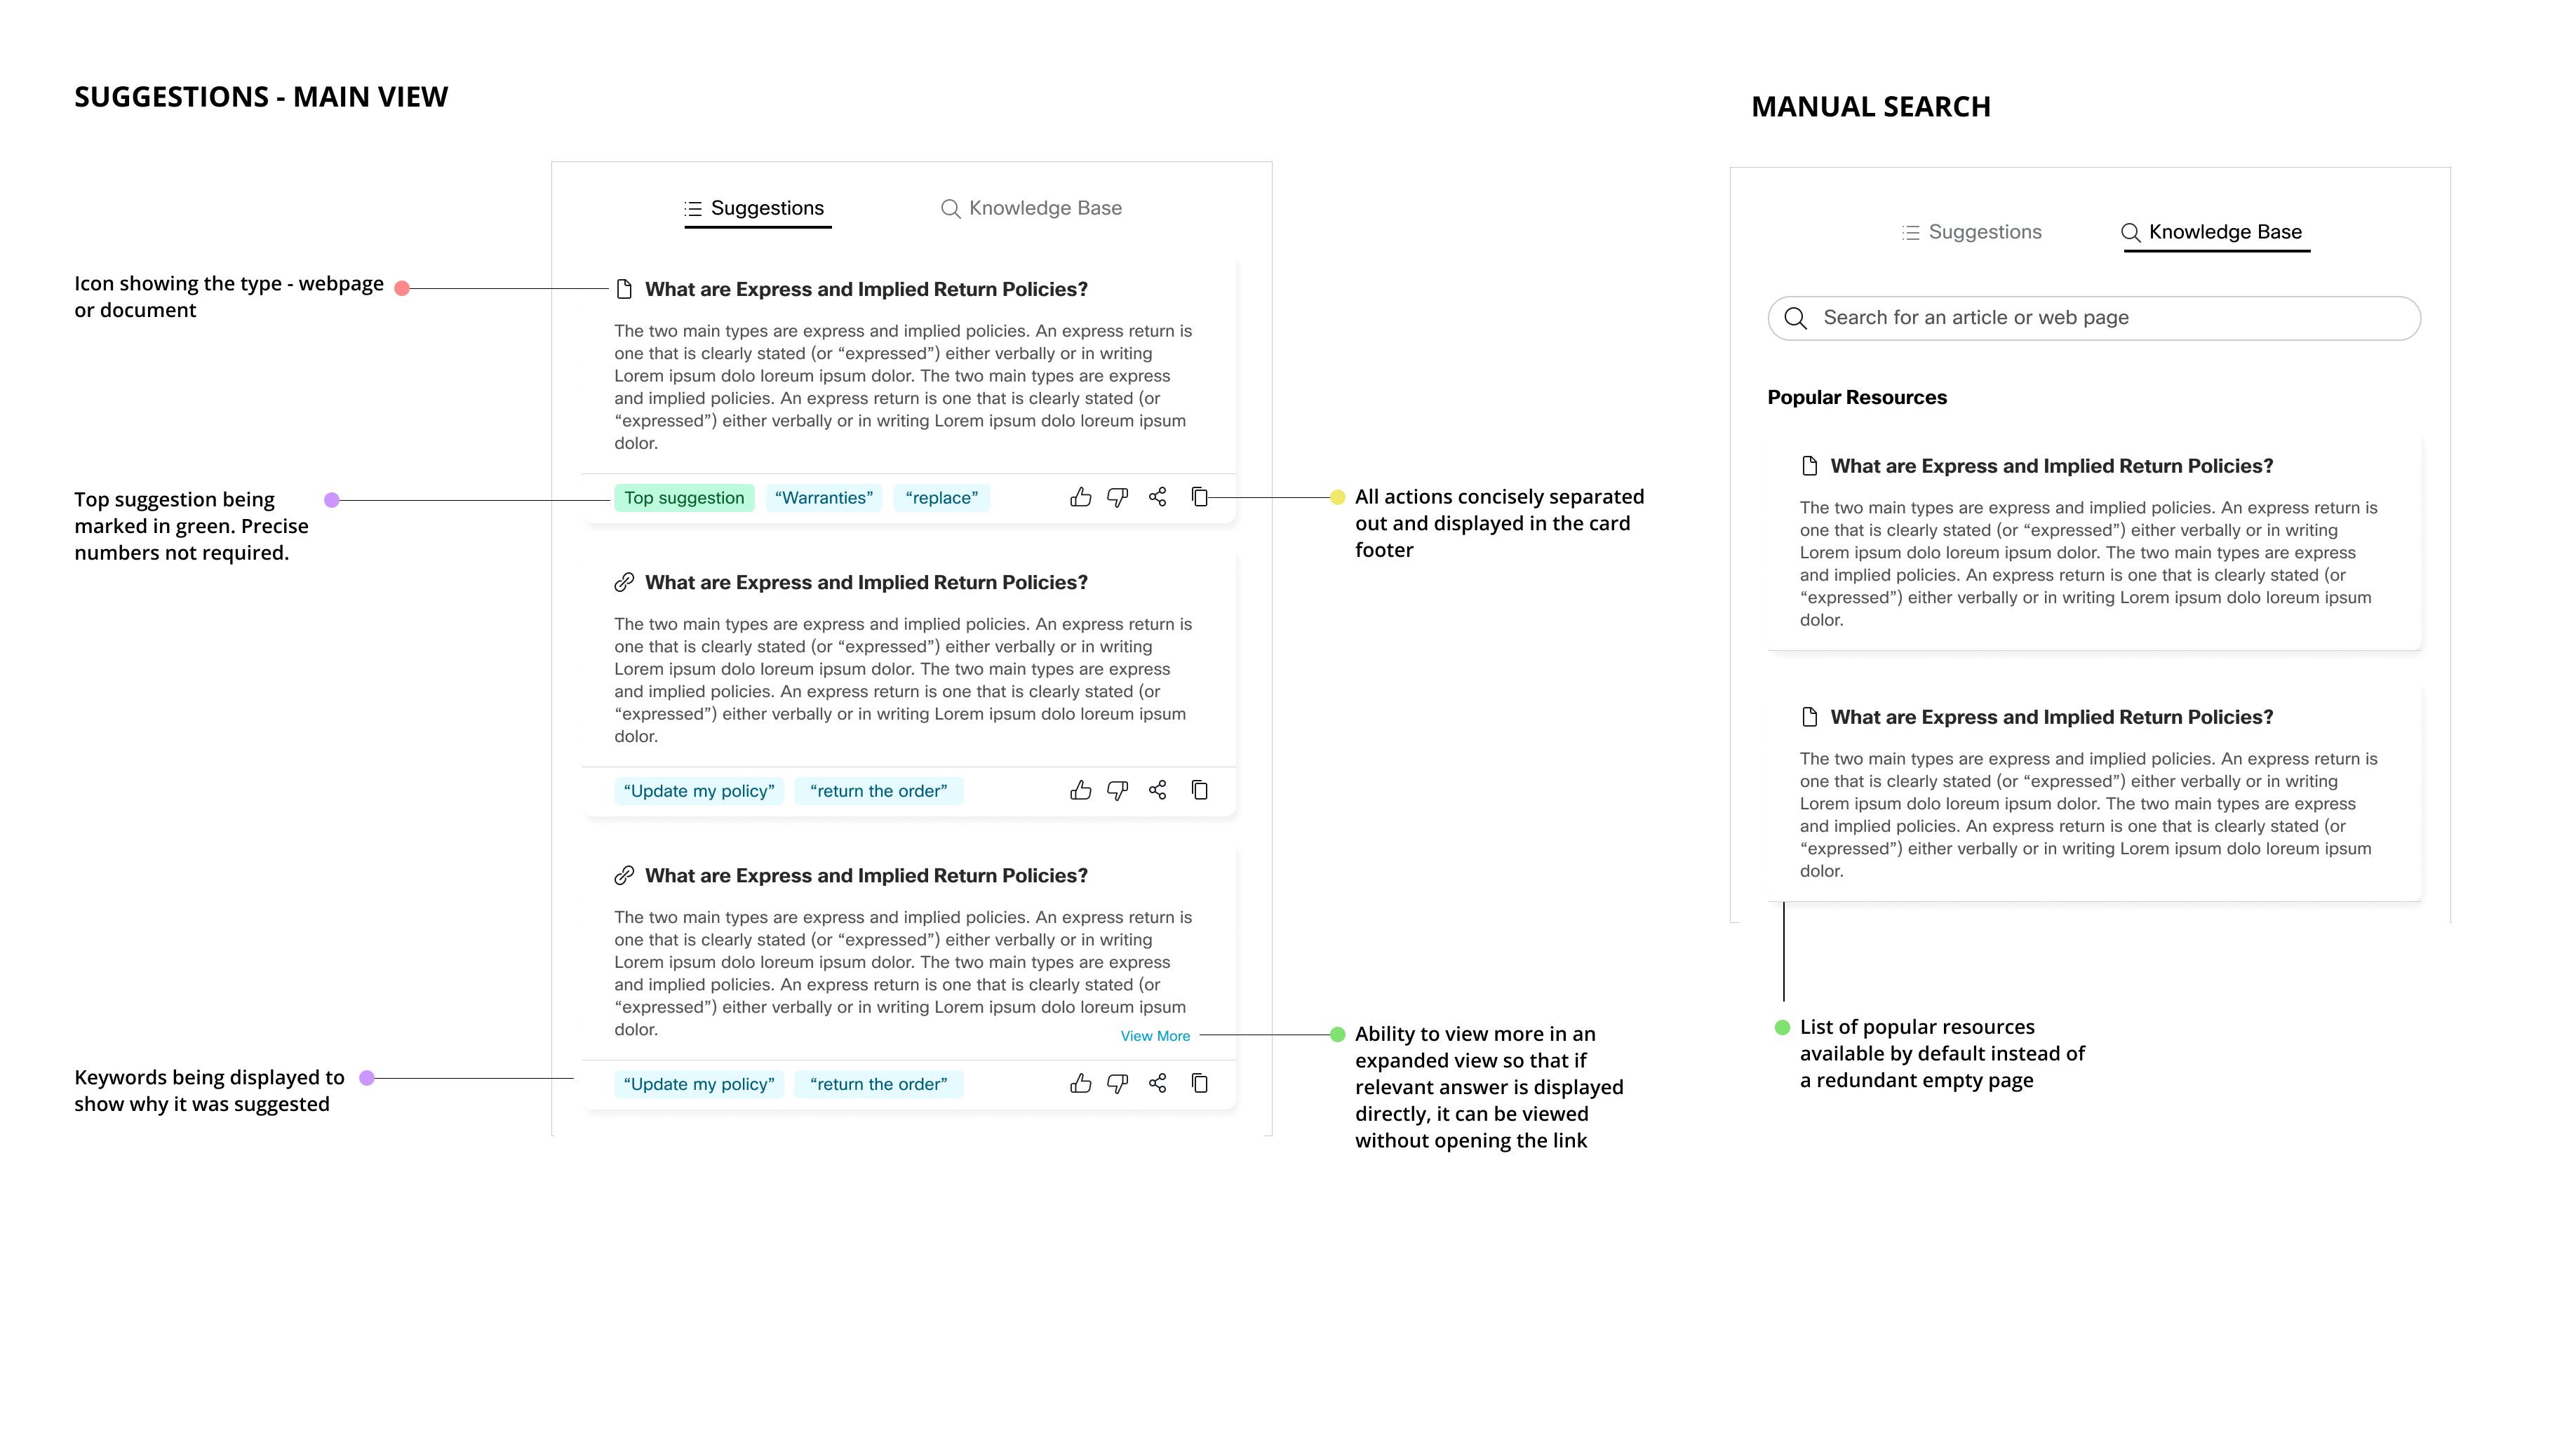 SUGGESTIONS - MAIN VIEW
Suggestions
Knowledge Base
Icon showing the type - webpage
or document
What are Express and Implied Return Policies?
The two main types are express and implied policies. An express return is
one that is clearly stated (or “expressed”) either verbally or in writing
Lorem ipsum dolo loreum ipsum dolor. The two main types are express
and implied policies. An express return is one that is clearly stated (or
“expressed”) either verbally or in writing Lorem ipsum dolo loreum ipsum
dolor.
Top suggestion being
marked in green. Precise
numbers not required.
Top suggestion
“Warranties”
“replace”
All actions concisely separated
out and displayed in the card
footer
What are Express and Implied Return Policies?
The two main types are express and implied policies. An express return is
one that is clearly stated (or “expressed”) either verbally or in writing
Lorem ipsum dolo loreum ipsum dolor. The two main types are express
and implied policies. An express return is one that is clearly stated (or
“expressed”) either verbally or in writing Lorem ipsum dolo loreum ipsum
dolor.
“Update my policy”
“return the order”
What are Express and Implied Return Policies?
The two main types are express and implied policies. An express return is
one that is clearly stated (or “expressed”) either verbally or in writing
Lorem ipsum dolo loreum ipsum dolor. The two main types are express
and implied policies. An express return is one that is clearly stated (or
“expressed”) either verbally or in writing Lorem ipsum dolo loreum ipsum
dolor.
View More
Ability to view more in an
expanded view so that if
relevant answer is displayed
directly, it can be viewed
without opening the link
Keywords being displayed to
show why it was suggested
“Update my policy”
“return the order”
MANUAL SEARCH
Suggestions
Knowledge Base
Search for an article or web page
Popular Resources
What are Express and Implied Return Policies?
The two main types are express and implied policies. An express return is
one that is clearly stated (or “expressed”) either verbally or in writing
Lorem ipsum dolo loreum ipsum dolor. The two main types are express
and implied policies. An express return is one that is clearly stated (or
“expressed”) either verbally or in writing Lorem ipsum dolo loreum ipsum
dolor.
What are Express and Implied Return Policies?
The two main types are express and implied policies. An express return is
one that is clearly stated (or “expressed”) either verbally or in writing
Lorem ipsum dolo loreum ipsum dolor. The two main types are express
and implied policies. An express return is one that is clearly stated (or
“expressed”) either verbally or in writing Lorem ipsum dolo loreum ipsum
dolor.
List of popular resources
available by default instead of
a redundant empty page